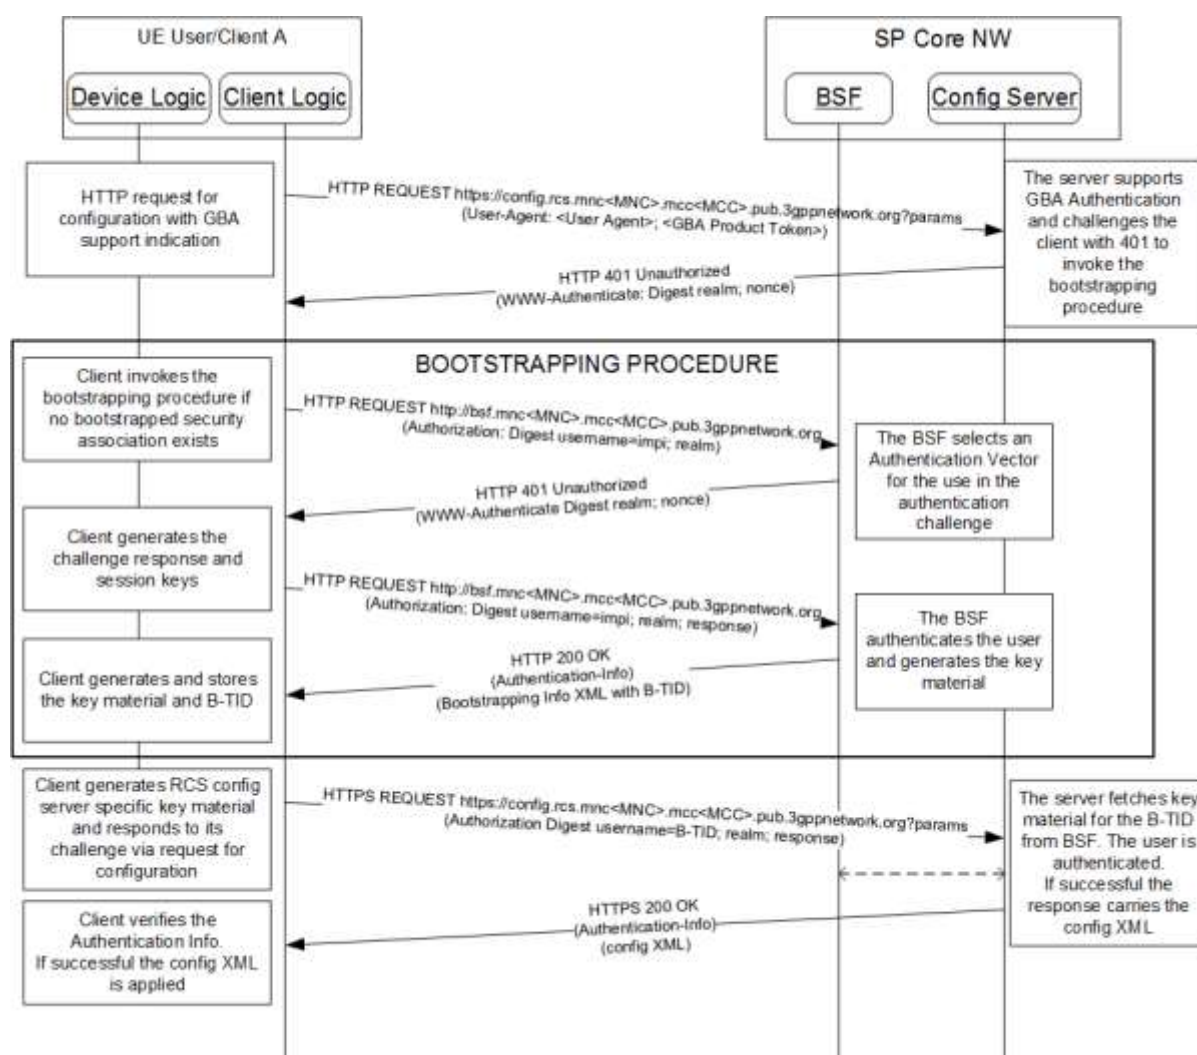 UE User/Client A
SP Core NW
Device Logic
Client Logic
BSF
Config Server
HTTP request for
configuration with GBA
support indication
HTTP REQUEST https://config.rcs.mnc<MNC>.mcc<MCC>.pub.3gppnetwork.org?params
(User-Agent: <User Agent>; <GBA Product Token>)
The server supports
GBA Authentication
and challenges the
client with 401 to
invoke the
bootstrapping
procedure
HTTP 401 Unauthorized
(WWW-Authenticate: Digest realm; nonce)
BOOTSTRAPPING PROCEDURE
Client invokes the
bootstrapping procedure if
no bootstrapped security
association exists
HTTP REQUEST http://bsf.mnc<MNC>.mcc<MCC>.pub.3gppnetwork.org
(Authorization: Digest username=impi; realm)
The BSF selects an
Authentication Vector
for the use in the
authentication
challenge
HTTP 401 Unauthorized
(WWW-Authenticate Digest realm; nonce)
Client generates the
challenge response and
session keys
HTTP REQUEST http://bsf.mnc<MNC>.mcc<MCC>.pub.3gppnetwork.org
(Authorization: Digest username=impi; realm; response)
The BSF
authenticates the user
and generates the key
material
HTTP 200 OK
(Authentication-Info)
(Bootstrapping Info XML with B-TID)
Client generates and stores
the key material and B-TID
Client generates RCS config
server specific key material
and responds to its
challenge via request for
configuration
HTTPS REQUEST https://config.rcs.mnc<MNC>.mcc<MCC>.pub.3gppnetwork.org?params
(Authorization Digest username=B-TID; realm; response)
The server fetches key
material for the B-TID
from BSF. The user is
authenticated.
If successful the
response carries the
config XML
HTTPS 200 OK
(Authentication-Info)
(config XML)
Client verifies the
Authentication Info.
If successful the config XML
is applied